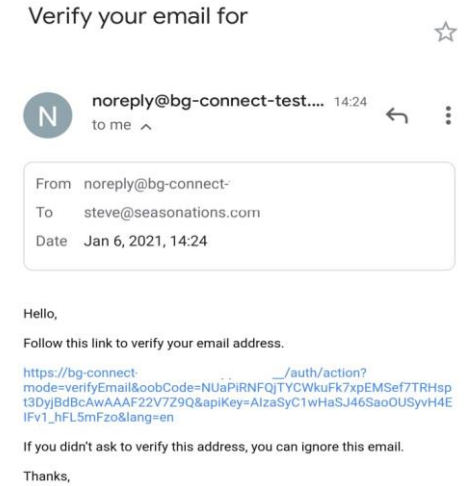 Verify your email for
N
noreply@bg-connect-test.... 14:24
to me
From noreply@bg-connect-
To steve@seasonations.com
Date Jan 6, 2021, 14:24
Hello,
Follow this link to verify your email address.
https://bg-connect- __/auth/action?
mode=verifyEmail&oobCode=NUaPiRNFQjTYCWkuFk7xpEMSef7TRHsp
t3DyjBdBcAwAAAF22V7Z9Q&apiKey=AIzaSyC1wHaSJ46SaoOUSyvH4E
IFv1_hFL5mFzo&lang=en
If you didn't ask to verify this address, you can ignore this email.
Thanks,